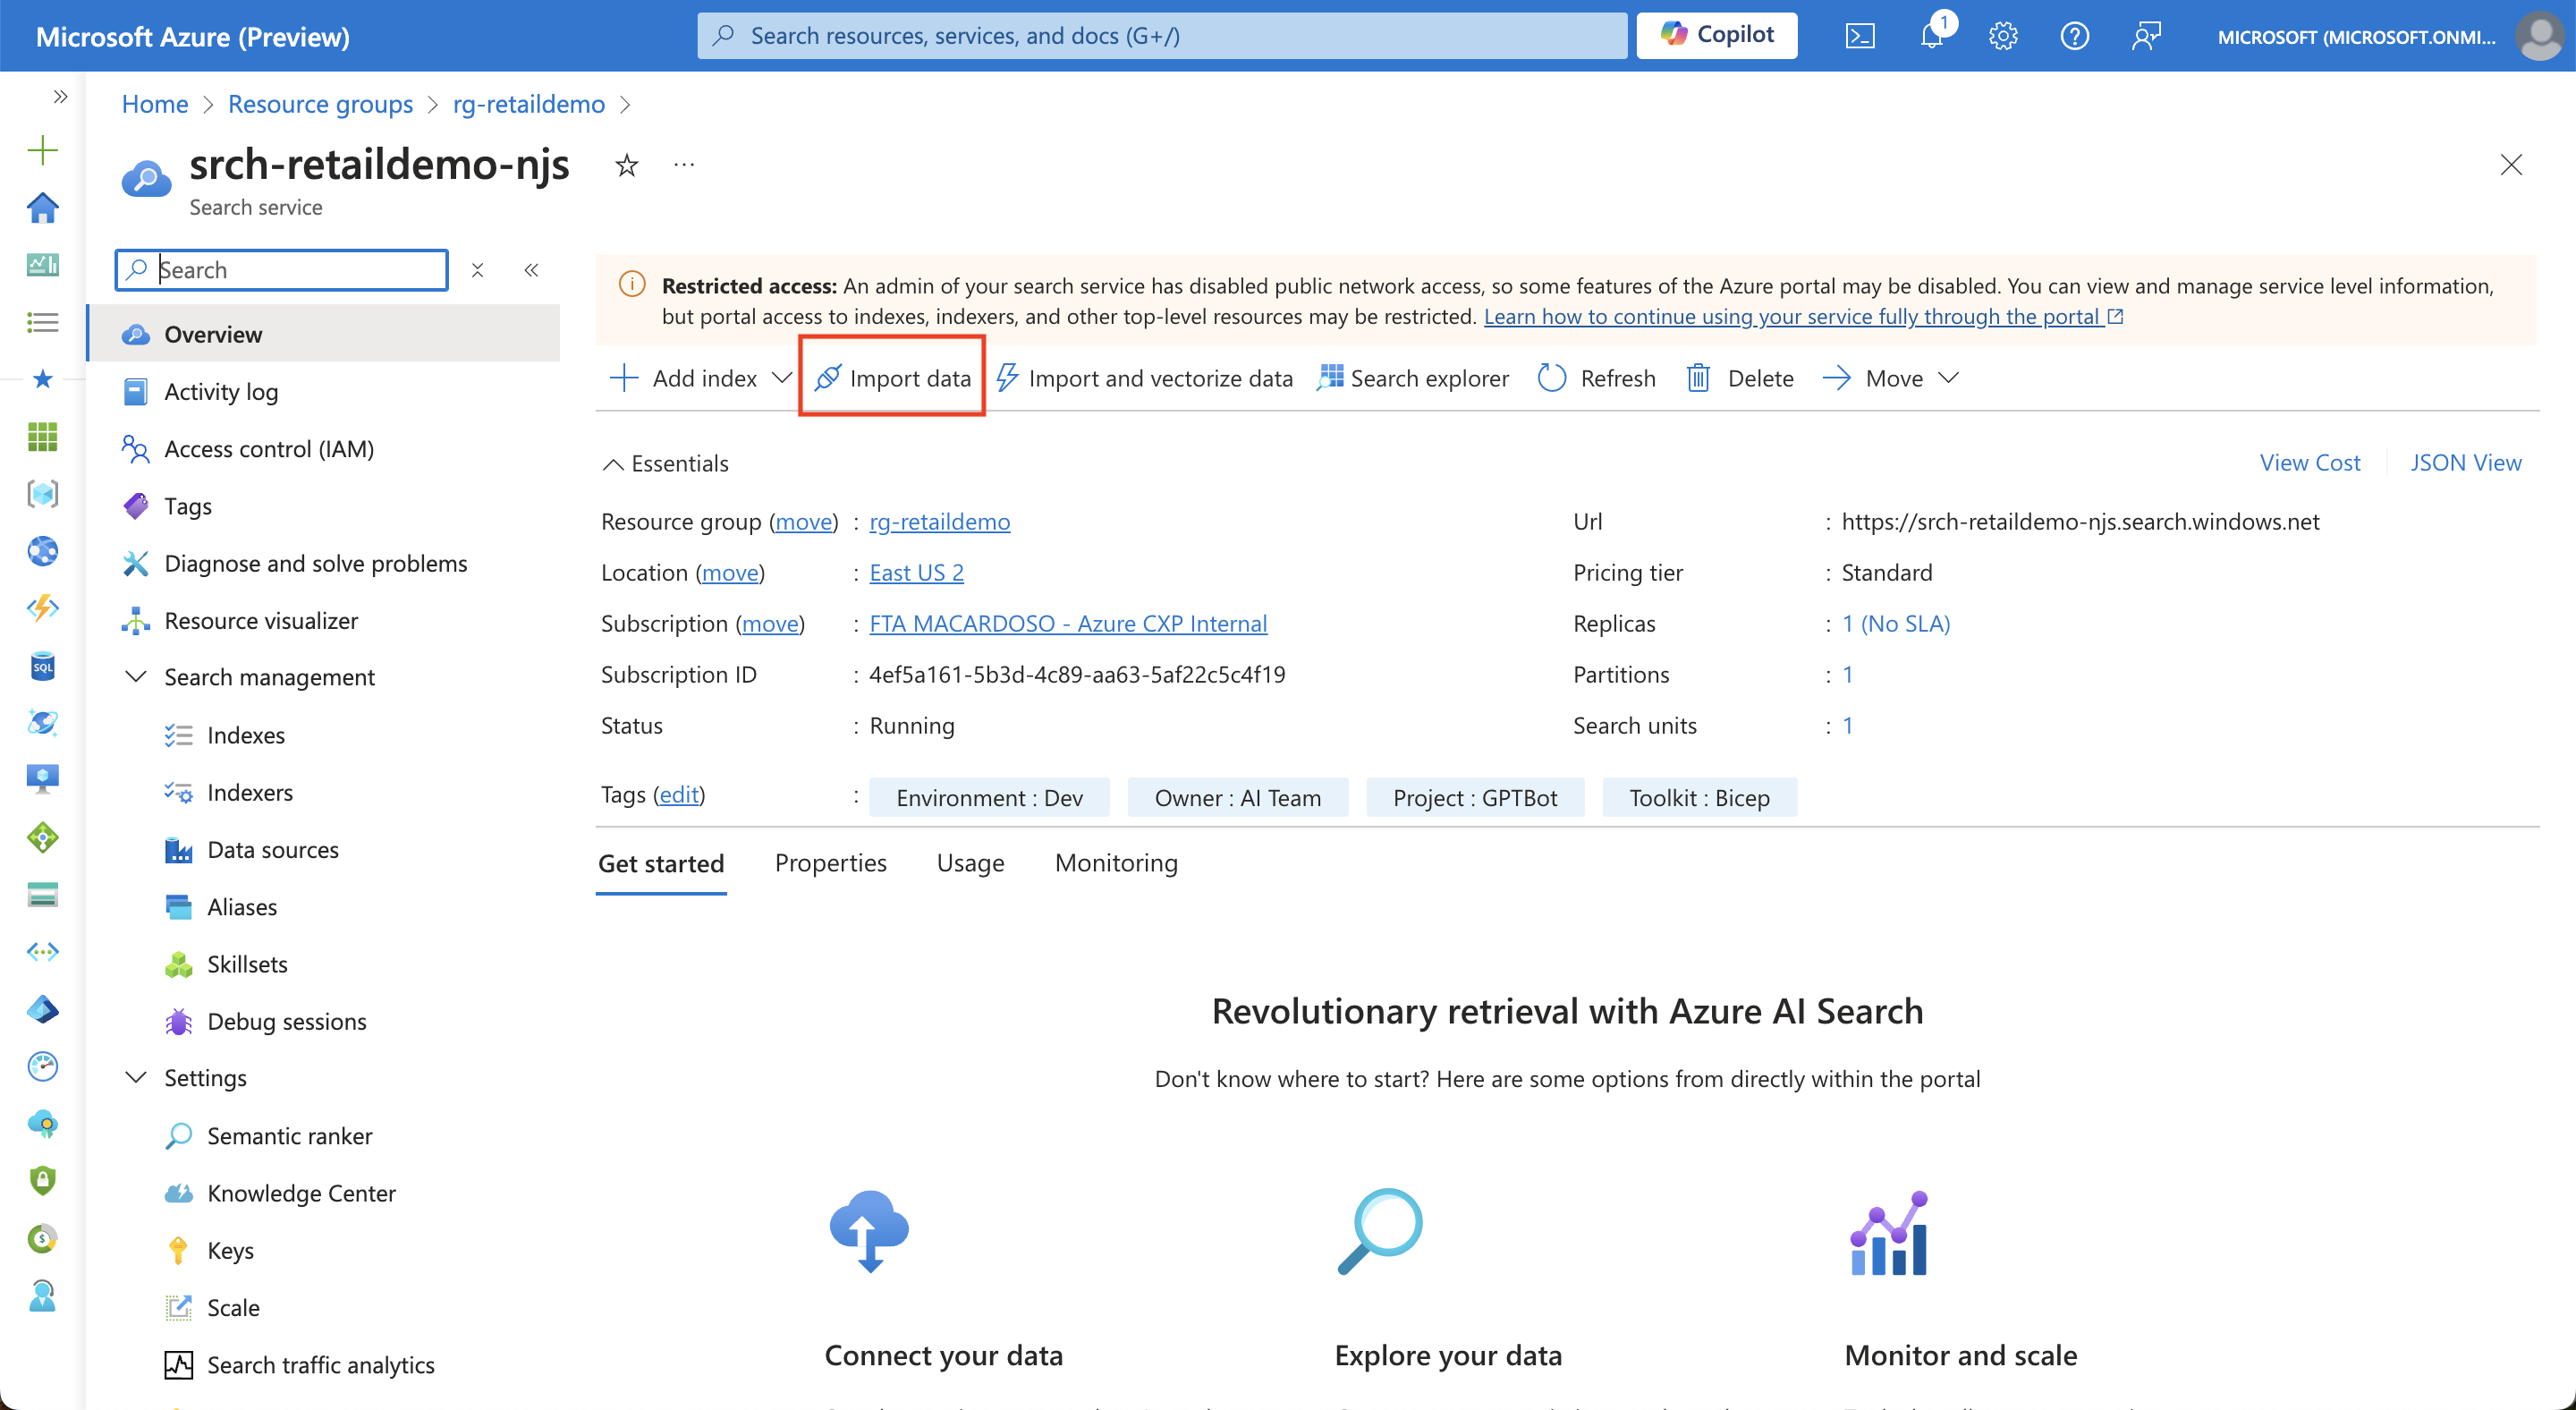 Microsoft Azure (Preview)
Search resources, services, and docs (G+/)
Copilot
1
MICROSOFT (MICROSOFT.ONMI...
Home > Resource groups > rg-retaildemo >
srch-retaildemo-njs
Search service
Search
Restricted access: An admin of your search service has disabled public network access, so some features of the Azure portal may be disabled. You can view and manage service level information,
but portal access to indexes, indexers, and other top-level resources may be restricted. Learn how to continue using your service fully through the portal
Overview
Activity log
Access control (IAM)
Tags
Diagnose and solve problems
Resource visualizer
Search management
Indexes
Indexers
Data sources
Aliases
Skillsets
Debug sessions
Settings
Semantic ranker
Knowledge Center
Keys
Scale
Search traffic analytics
SQL
Add index
Import data
Import and vectorize data
Search explorer
Refresh
Delete
Move
Essentials
View Cost
JSON View
Resource group (move) : rg-retaildemo
Location (move) : East US 2
Subscription (move) : FTA MACARDOSO - Azure CXP Internal
Subscription ID : 4ef5a161-5b3d-4c89-aa63-5af22c5c4f19
Status : Running
Url : https://srch-retaildemo-njs.search.windows.net
Pricing tier : Standard
Replicas : 1 (No SLA)
Partitions : 1
Search units : 1
Tags (edit) : Environment : Dev Owner : AI Team Project : GPTBot Toolkit : Bicep
Get started
Properties
Usage
Monitoring
Revolutionary retrieval with Azure AI Search
Don't know where to start? Here are some options from directly within the portal
Connect your data
Explore your data
Monitor and scale